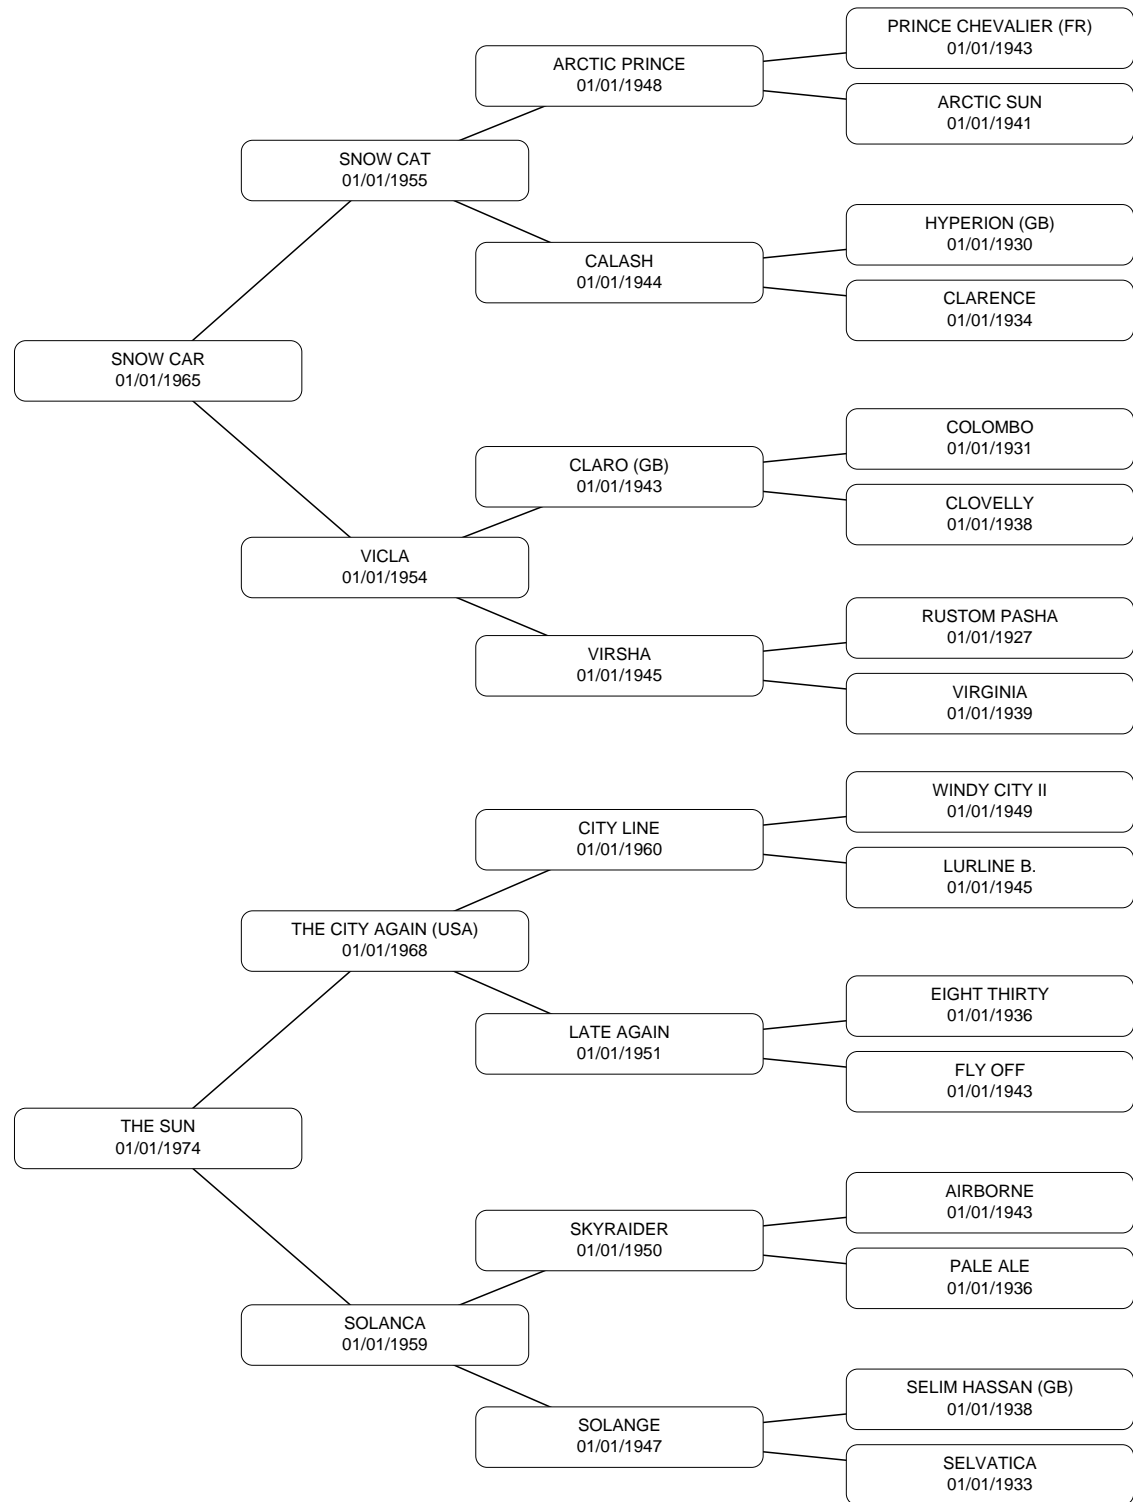 PRINCE CHEVALIER (FR)
01/01/1943
ARCTIC PRINCE
01/01/1948
ARCTIC SUN
01/01/1941
SNOW CAT
01/01/1955
HYPERION (GB)
01/01/1930
CALASH
01/01/1944
CLARENCE
01/01/1934
SNOW CAR
01/01/1965
COLOMBO
01/01/1931
CLARO (GB)
01/01/1943
CLOVELLY
01/01/1938
VICLA
01/01/1954
RUSTOM PASHA
01/01/1927
VIRSHA
01/01/1945
VIRGINIA
01/01/1939
WINDY CITY II
01/01/1949
CITY LINE
01/01/1960
LURLINE B.
01/01/1945
THE CITY AGAIN (USA)
01/01/1968
EIGHT THIRTY
01/01/1936
LATE AGAIN
01/01/1951
FLY OFF
01/01/1943
THE SUN
01/01/1974
AIRBORNE
01/01/1943
SKYRAIDER
01/01/1950
PALE ALE
01/01/1936
SOLANCA
01/01/1959
SELIM HASSAN (GB)
01/01/1938
SOLANGE
01/01/1947
SELVATICA
01/01/1933